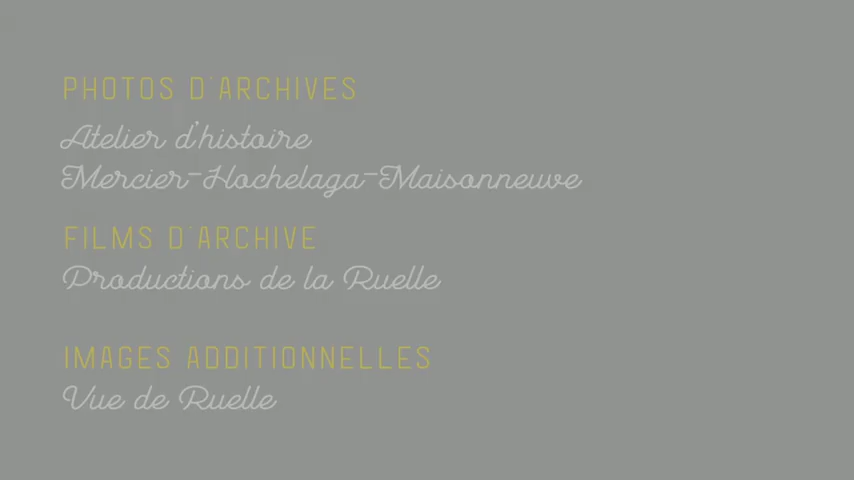 PHOTOS D'ARCHIVES
Atelier d'histoire
Mercier-Hochelaga-Maisonneuve
FILMS D'ARCHIVE
Productions de la Ruelle
IMAGES ADDITIONNELLES
Vue de Ruelle